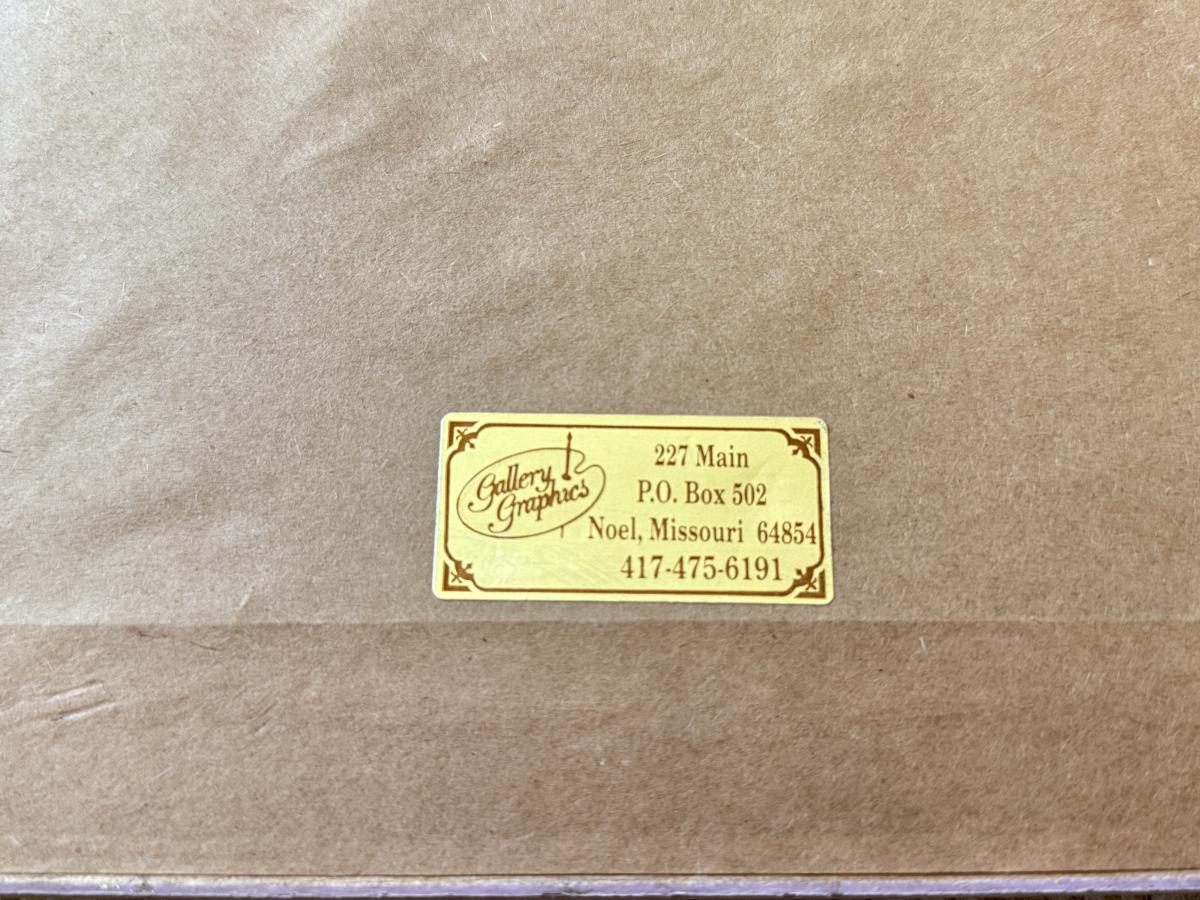 Gallery
Graphics
227 Main
P.O. Box 502
Noel, Missouri 64854
417-475-6191